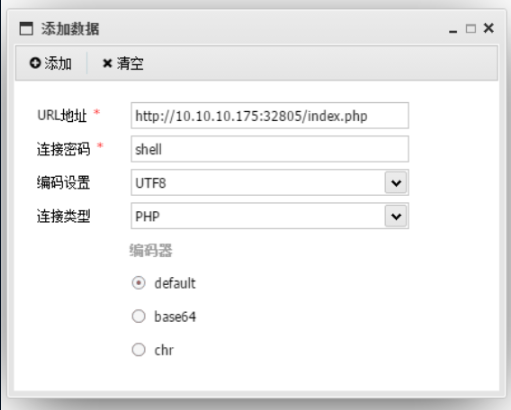 添加数据
添加 清空
URL地址 * http://10.10.10.175:32805/index.php
连接密码 * shell
编码设置 UTF8
连接类型 PHP
编码器
default
base64
chr